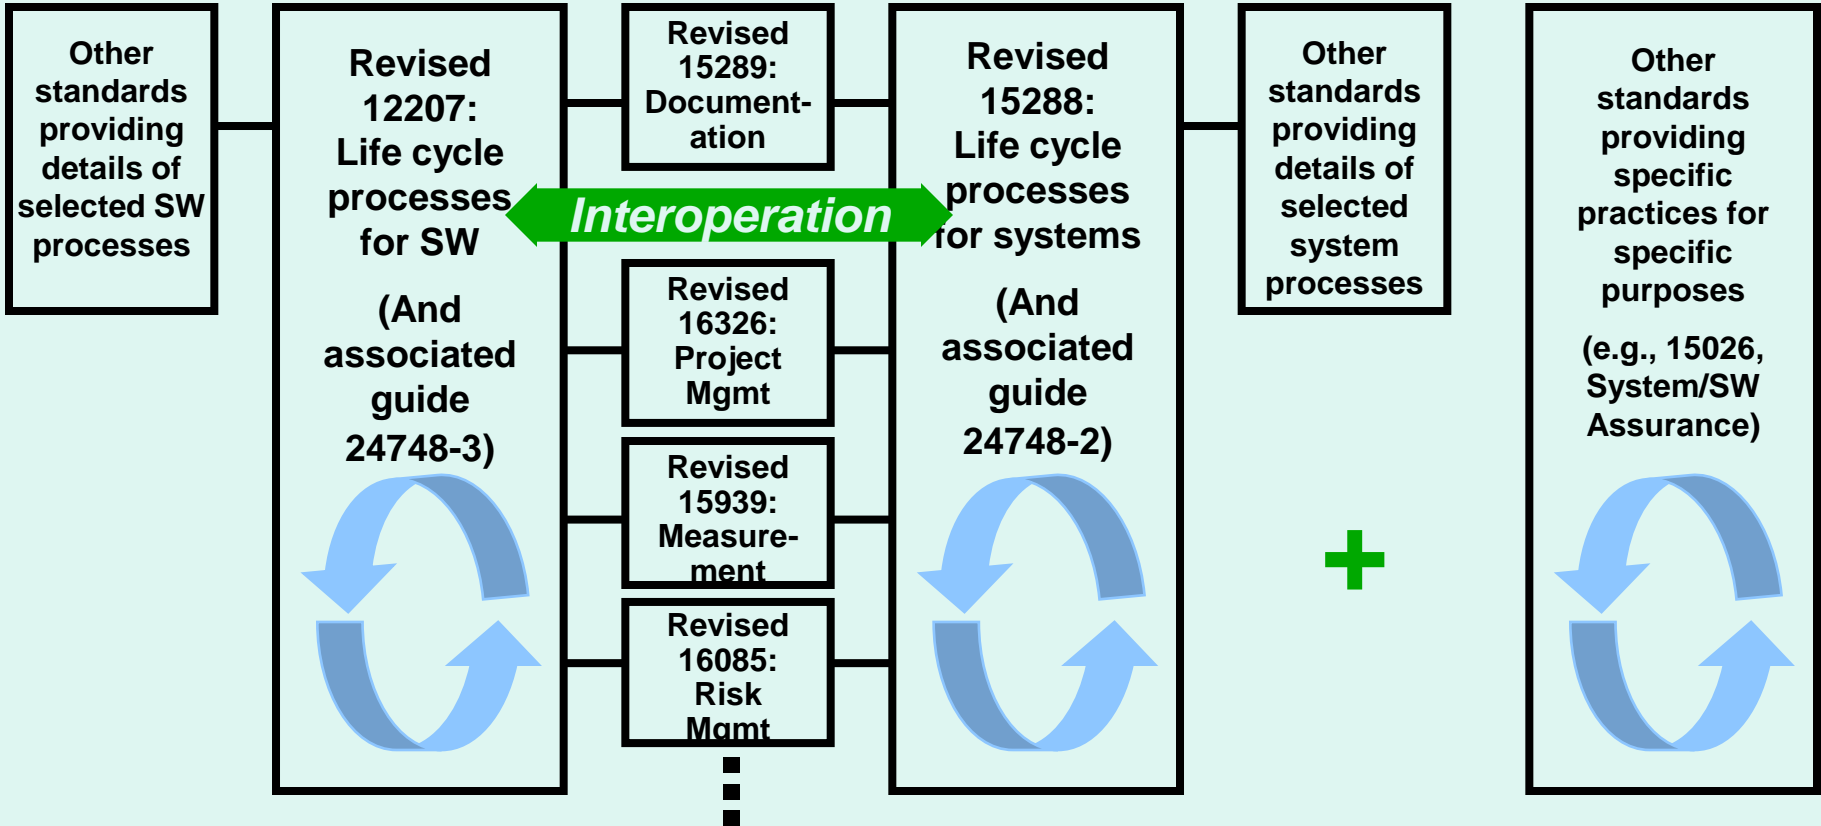 Other
standards
providing
details of
selected SW
processes
Revised
12207:
Life cycle
processes
for SW
(And
associated
guide
24748-3)
Revised
15289:
Document-
ation
Interoperation
Revised
16326:
Project
Mgmt
Revised
15939:
Measure-
ment
Revised
16085:
Risk
Mgmt
Revised
15288:
Life cycle
processes
for systems
(And
associated
guide
24748-2)
Other
standards
providing
details of
selected
system
processes
+
Other
standards
providing
specific
practices for
specific
purposes
(e.g., 15026,
System/SW
Assurance)